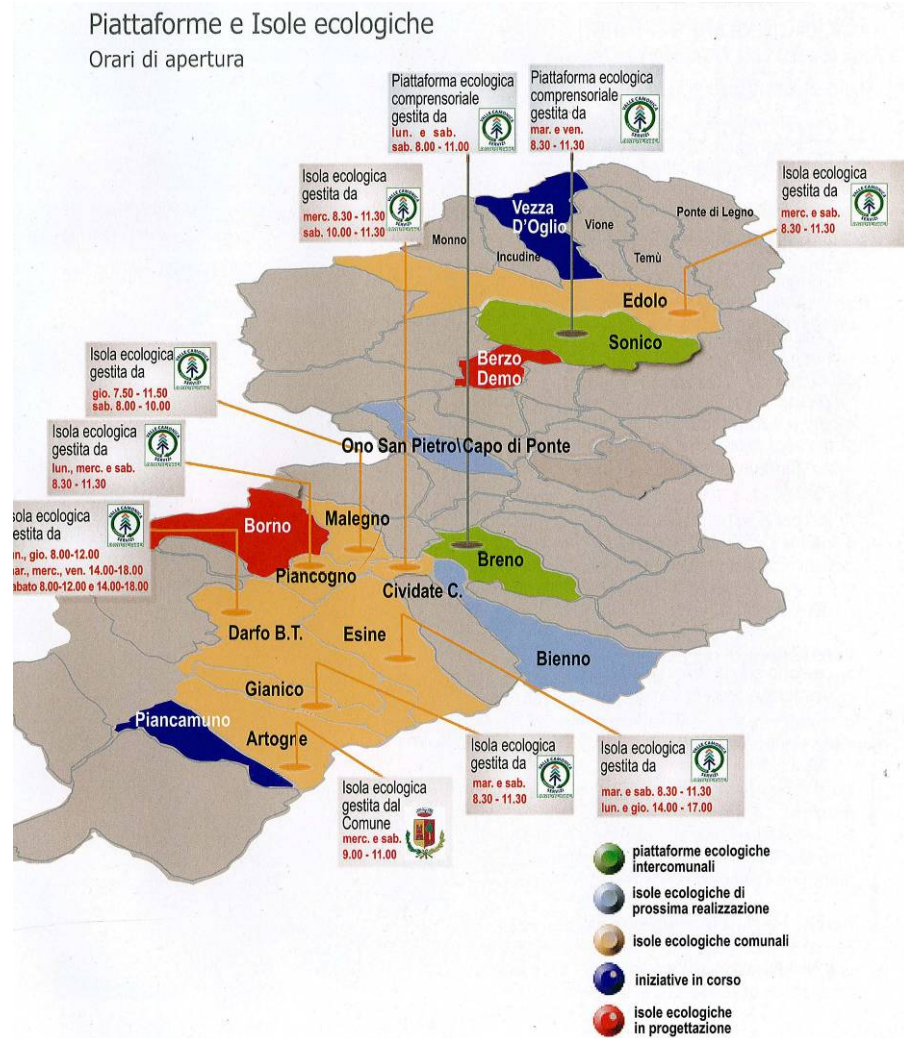 Piattaforme e Isole ecologiche
Orari di apertura
Piattaforma ecologica
comprensoriale
gestita da
lun. e sab.
sab. 8.00 - 11.00
Piattaforma ecologica
comprensoriale
gestita da
mar. e ven.
8.30 - 11.30
Isola ecologica
gestita da
merc. 8.30 - 11.30
sab. 10.00 - 11.30
Isola ecologica
gestita da
merc. e sab.
8.30 - 11.30
Vezza
D'Oglio
Vione
Ponte di Legno
Monno
Incudine
Temù
Edolo
Sonico
Berzo
Demo
Isola ecologica
gestita da
gio. 7.50 - 11.50
sab. 8.00 - 10.00
Ono San Pietro\Capo di Ponte
Isola ecologica
gestita da
lun., merc. e sab.
8.30 - 11.30
sola ecologica
estita da
un., gio. 8.00-12.00
mar., merc., ven. 14.00-18.00
abato 8.00-12.00 e 14.00-18.00
Borno
Malegno
Piancogno
Breno
Cividate C.
Darfo B.T.
Esine
Bienno
Gianico
Piancamuno
Artogne
Isola ecologica
gestita dal
Comune
merc. e sab.
9.00 - 11.00
Isola ecologica
gestita da
mar. e sab.
8.30 - 11.30
Isola ecologica
gestita da
mar. e sab. 8.30 - 11.30
lun. e gio. 14.00 - 17.00
piattaforme ecologiche
intercomunali
isole ecologiche di
prossima realizzazione
isole ecologiche comunali
iniziative in corso
isole ecologiche
in progettazione